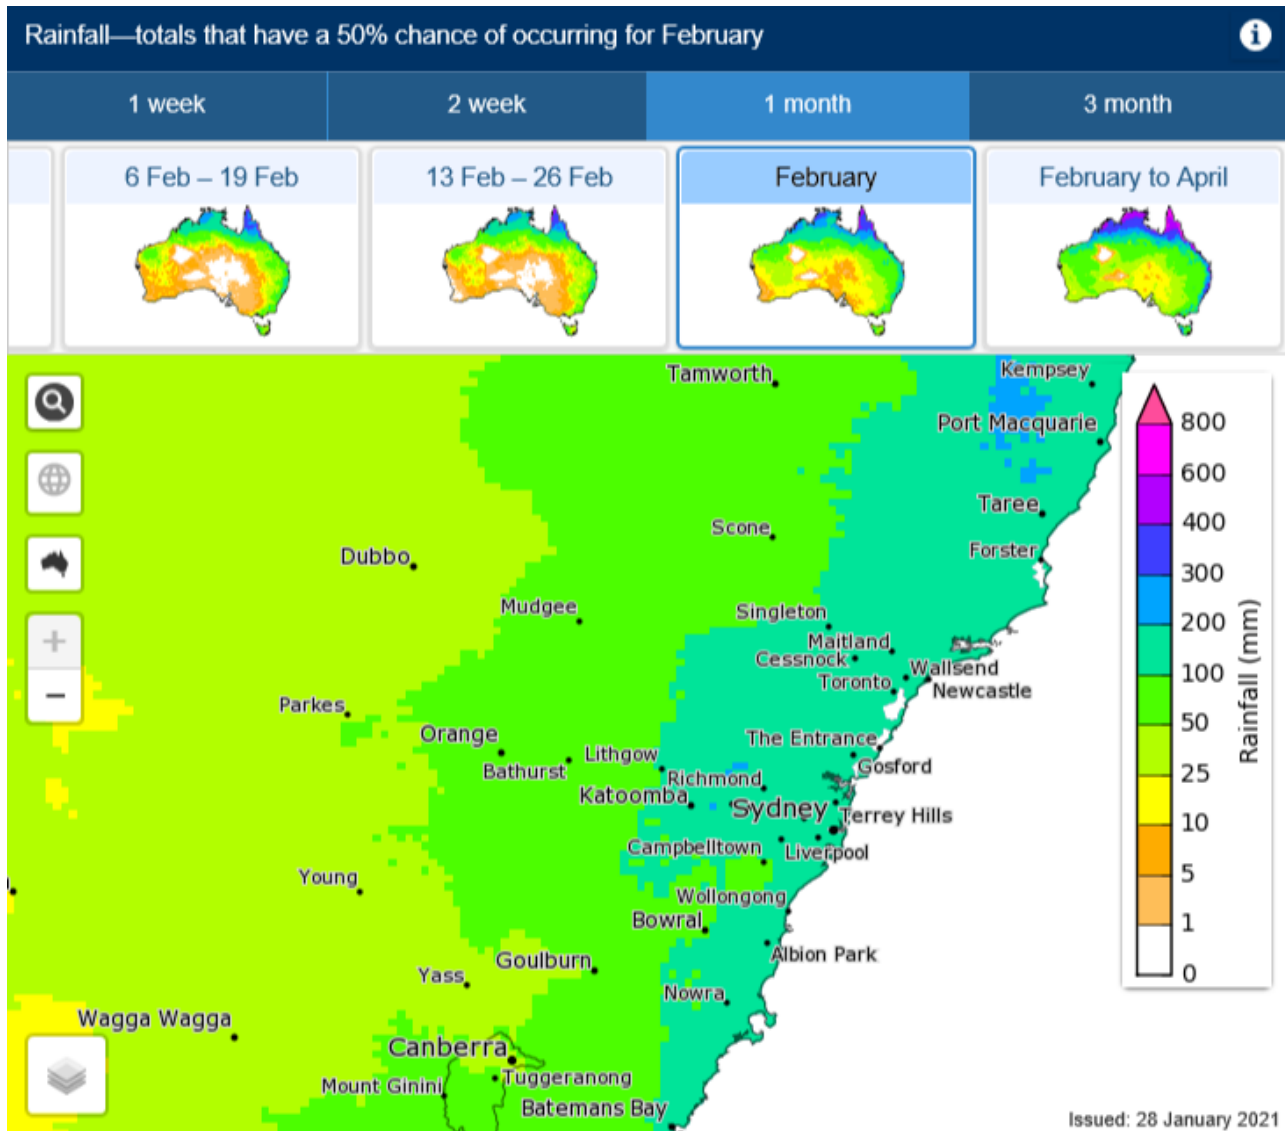 Rainfall—totals that have a 50% chance of occurring for February
1 week
2 week
1 month
3 month
6 Feb – 19 Feb
13 Feb – 26 Feb
February
February to April
Tamworth
Kempsey
Port Macquarie
Taree
Scone
Forster
Dubbo
Mudgee
Singleton
Maitland
Cessnock
Wallsend
Toronto
Newcastle
Parkes
Orange
The Entrance
Lithgow
Gosford
Bathurst
Richmond
Katoomba
Sydney
Terrey Hills
Campbelltown
Liverpool
Young
Wollongong
Bowral
Albion Park
Goulburn
Yass
Nowra
Wagga Wagga
Canberra
Tuggeranong
Mount Ginini
Batemans Bay
800
600
400
300
200
100
50
25
10
5
1
0
Rainfall (mm)
Issued: 28 January 2021